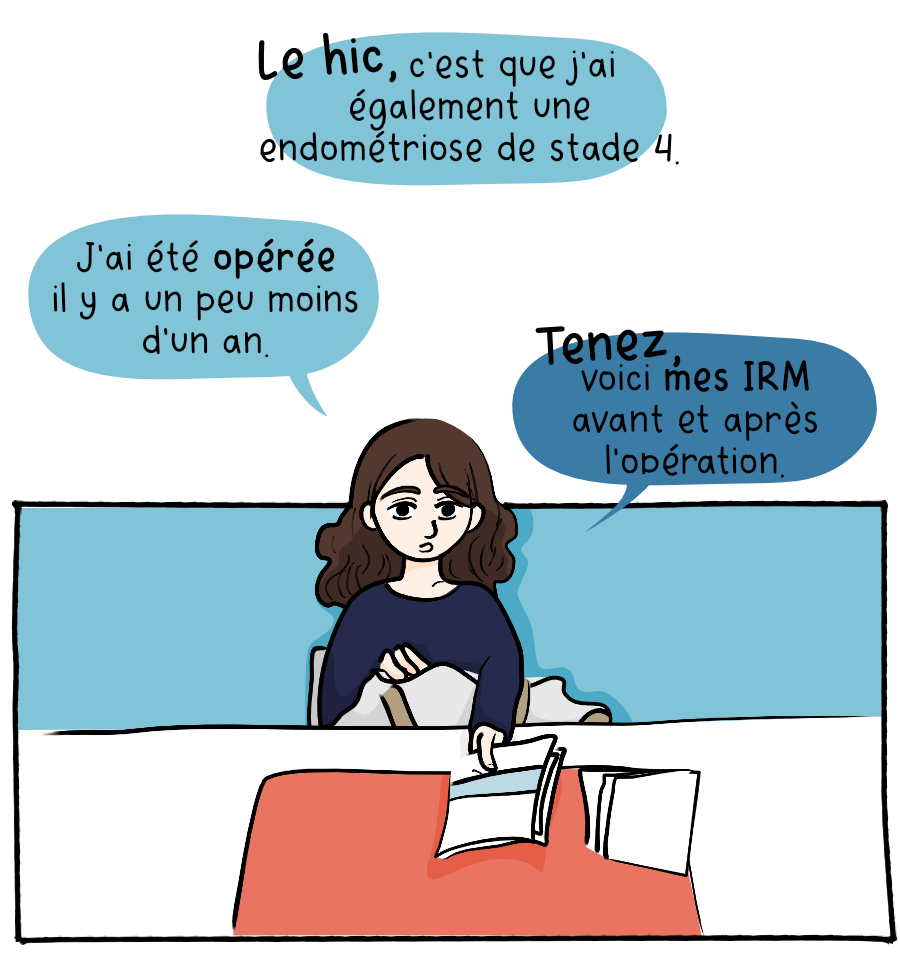 Le hic, c'est que j'ai
également une
endométriose de stade 4.
J'ai été opérée
il y a un peu moins
d'un an.
Tenez,
voici mes IRM
avant et après
l'opération.